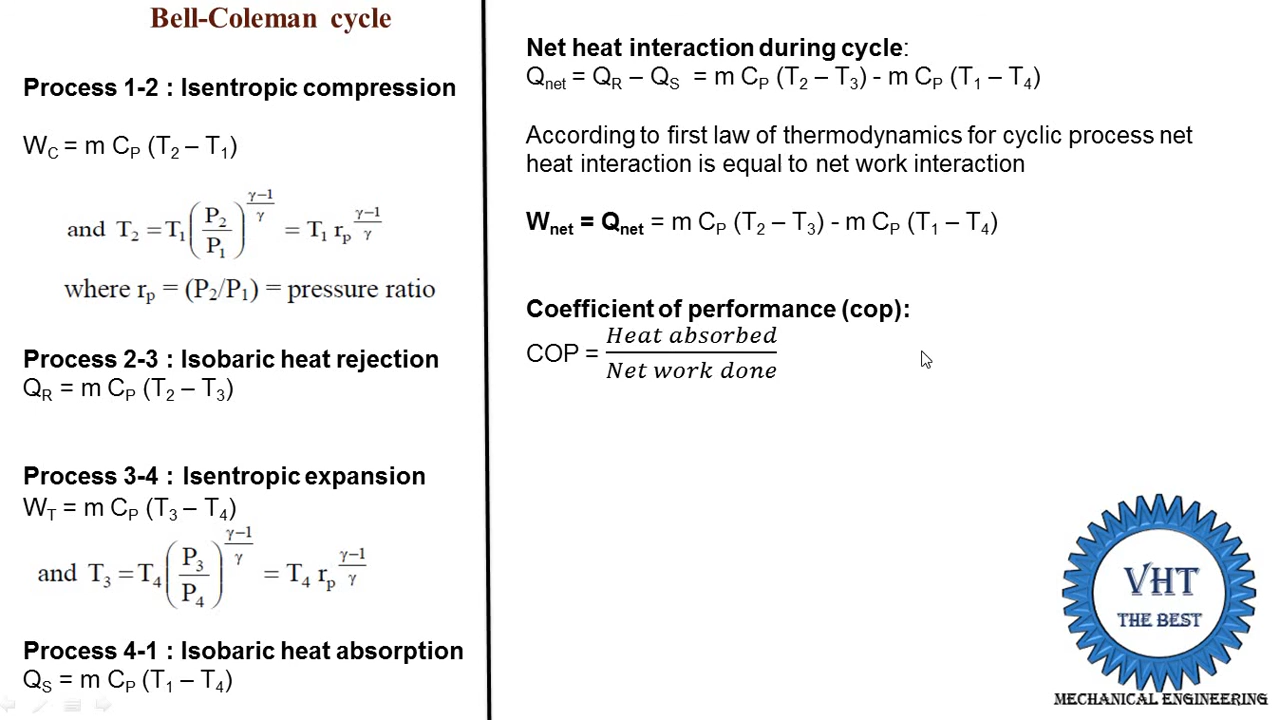 Bell-Coleman cycle
Process 1-2 : Isentropic compression
W_C = m C_P (T_2 – T_1)
and T_2 = T_1 (P_2/P_1)^((γ−1)/γ) = T_1 r_p^((γ−1)/γ)
where r_p = (P_2/P_1) = pressure ratio
Process 2-3 : Isobaric heat rejection
Q_R = m C_P (T_2 – T_3)
Process 3-4 : Isentropic expansion
W_T = m C_P (T_3 – T_4)
and T_3 = T_4 (P_3/P_4)^((γ−1)/γ) = T_4 r_p^((γ−1)/γ)
Process 4-1 : Isobaric heat absorption
Q_S = m C_P (T_1 – T_4)
Net heat interaction during cycle:
Q_net = Q_R – Q_S = m C_P (T_2 – T_3) - m C_P (T_1 – T_4)
According to first law of thermodynamics for cyclic process net
heat interaction is equal to net work interaction
W_net = Q_net = m C_P (T_2 – T_3) - m C_P (T_1 – T_4)
Coefficient of performance (cop):
COP = Heat absorbed / Net work done
VHT
THE BEST
MECHANICAL ENGINEERING